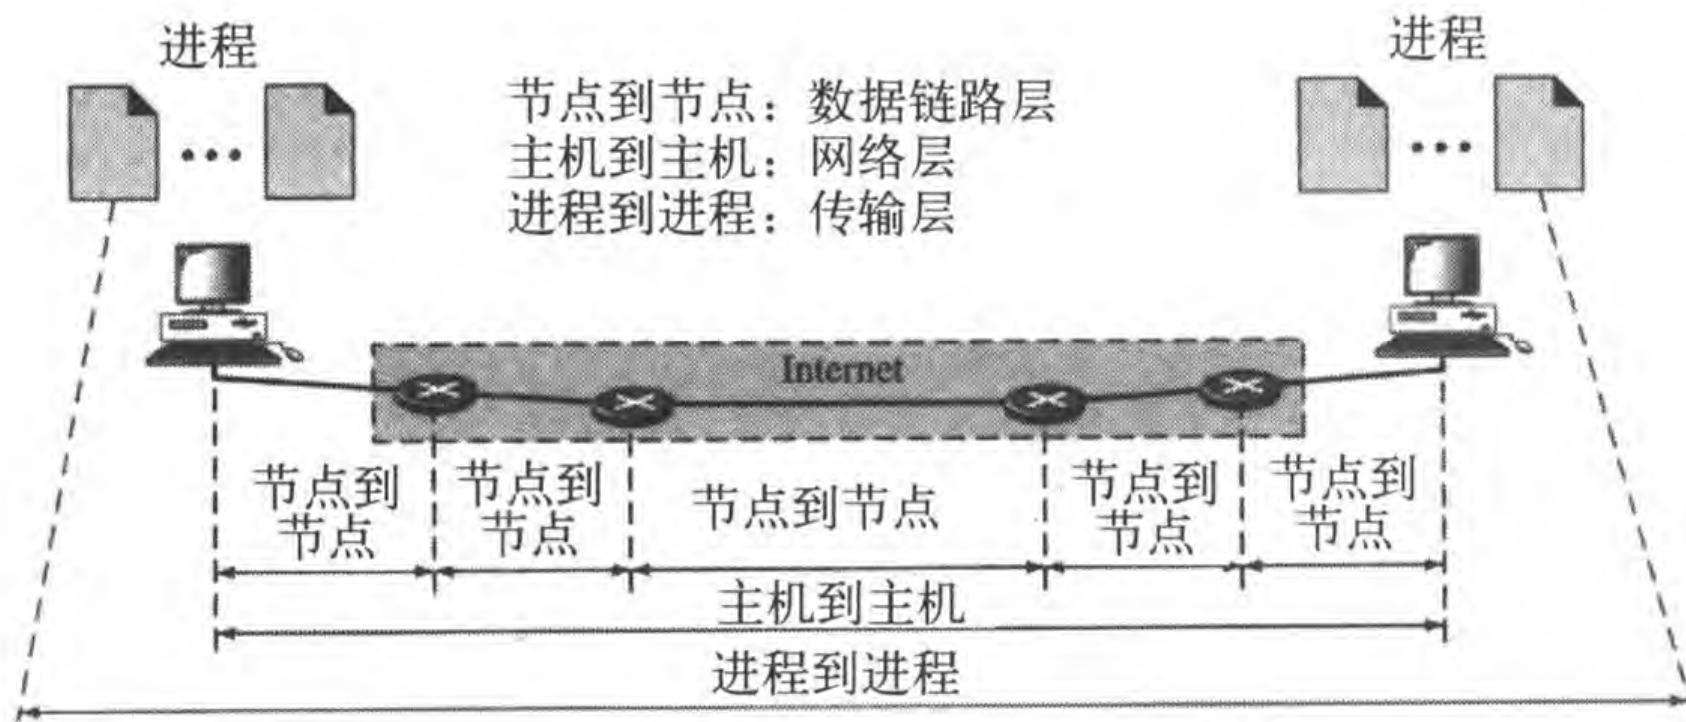 进程
进程
节点到节点：数据链路层
主机到主机：网络层
进程到进程：传输层
Internet
节点到
节点
节点到
节点
节点到节点
节点到
节点
节点到
节点
主机到主机
进程到进程